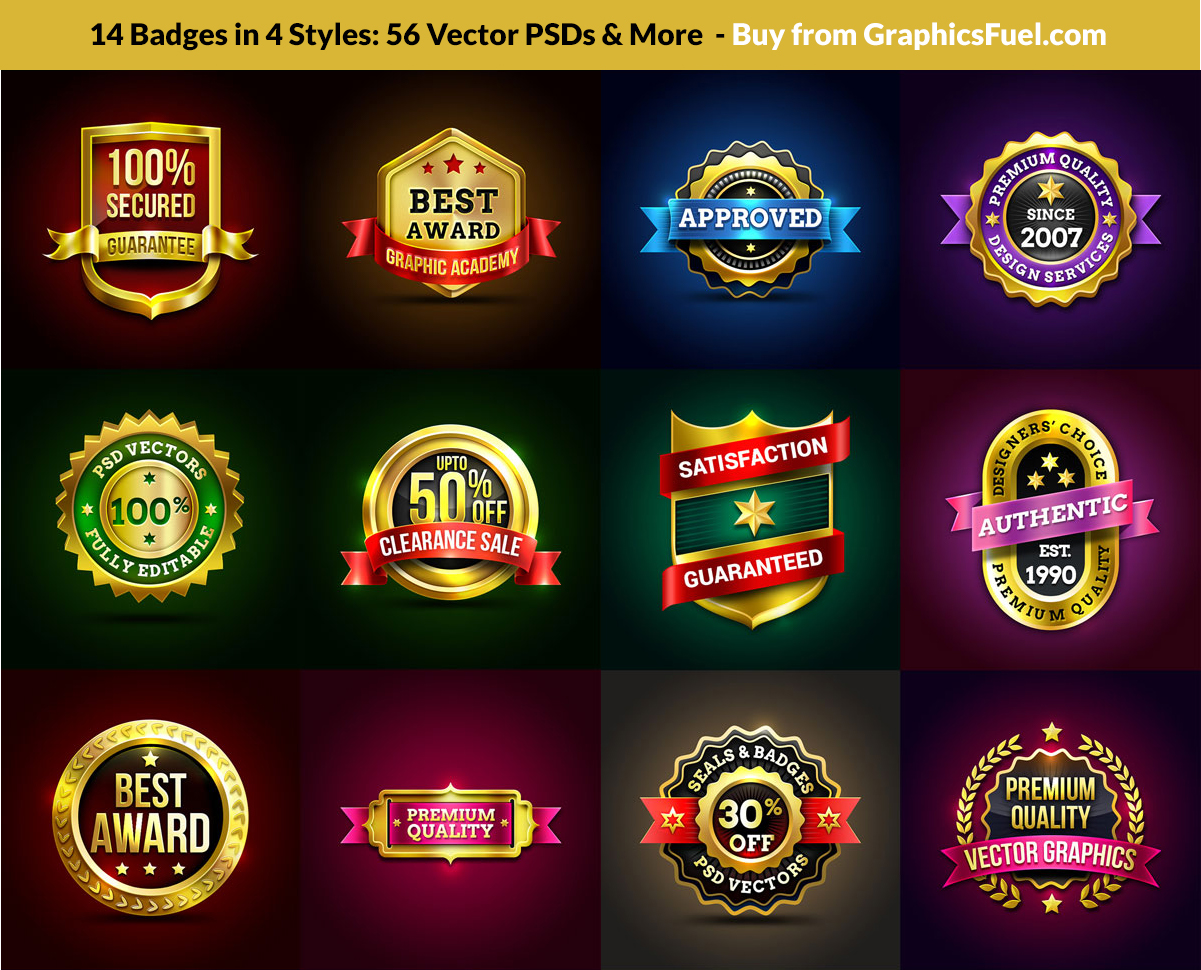 14 Badges in 4 Styles: 56 Vector PSDs & More - Buy from GraphicsFuel.com
100%
SECURED
GUARANTEE
BEST
AWARD
GRAPHIC ACADEMY
APPROVED
PREMIUM QUALITY
SINCE
2007
DESIGN SERVICES
PSD VECTORS
100%
FULLY EDITABLE
UPTO
50% OFF
CLEARANCE SALE
SATISFACTION
GUARANTEED
DESIGNERS' CHOICE
AUTHENTIC
EST.
1990
PREMIUM QUALITY
BEST
AWARD
PREMIUM
QUALITY
SEALS & BADGES
30%
OFF
PSD VECTORS
PREMIUM
QUALITY
VECTOR GRAPHICS